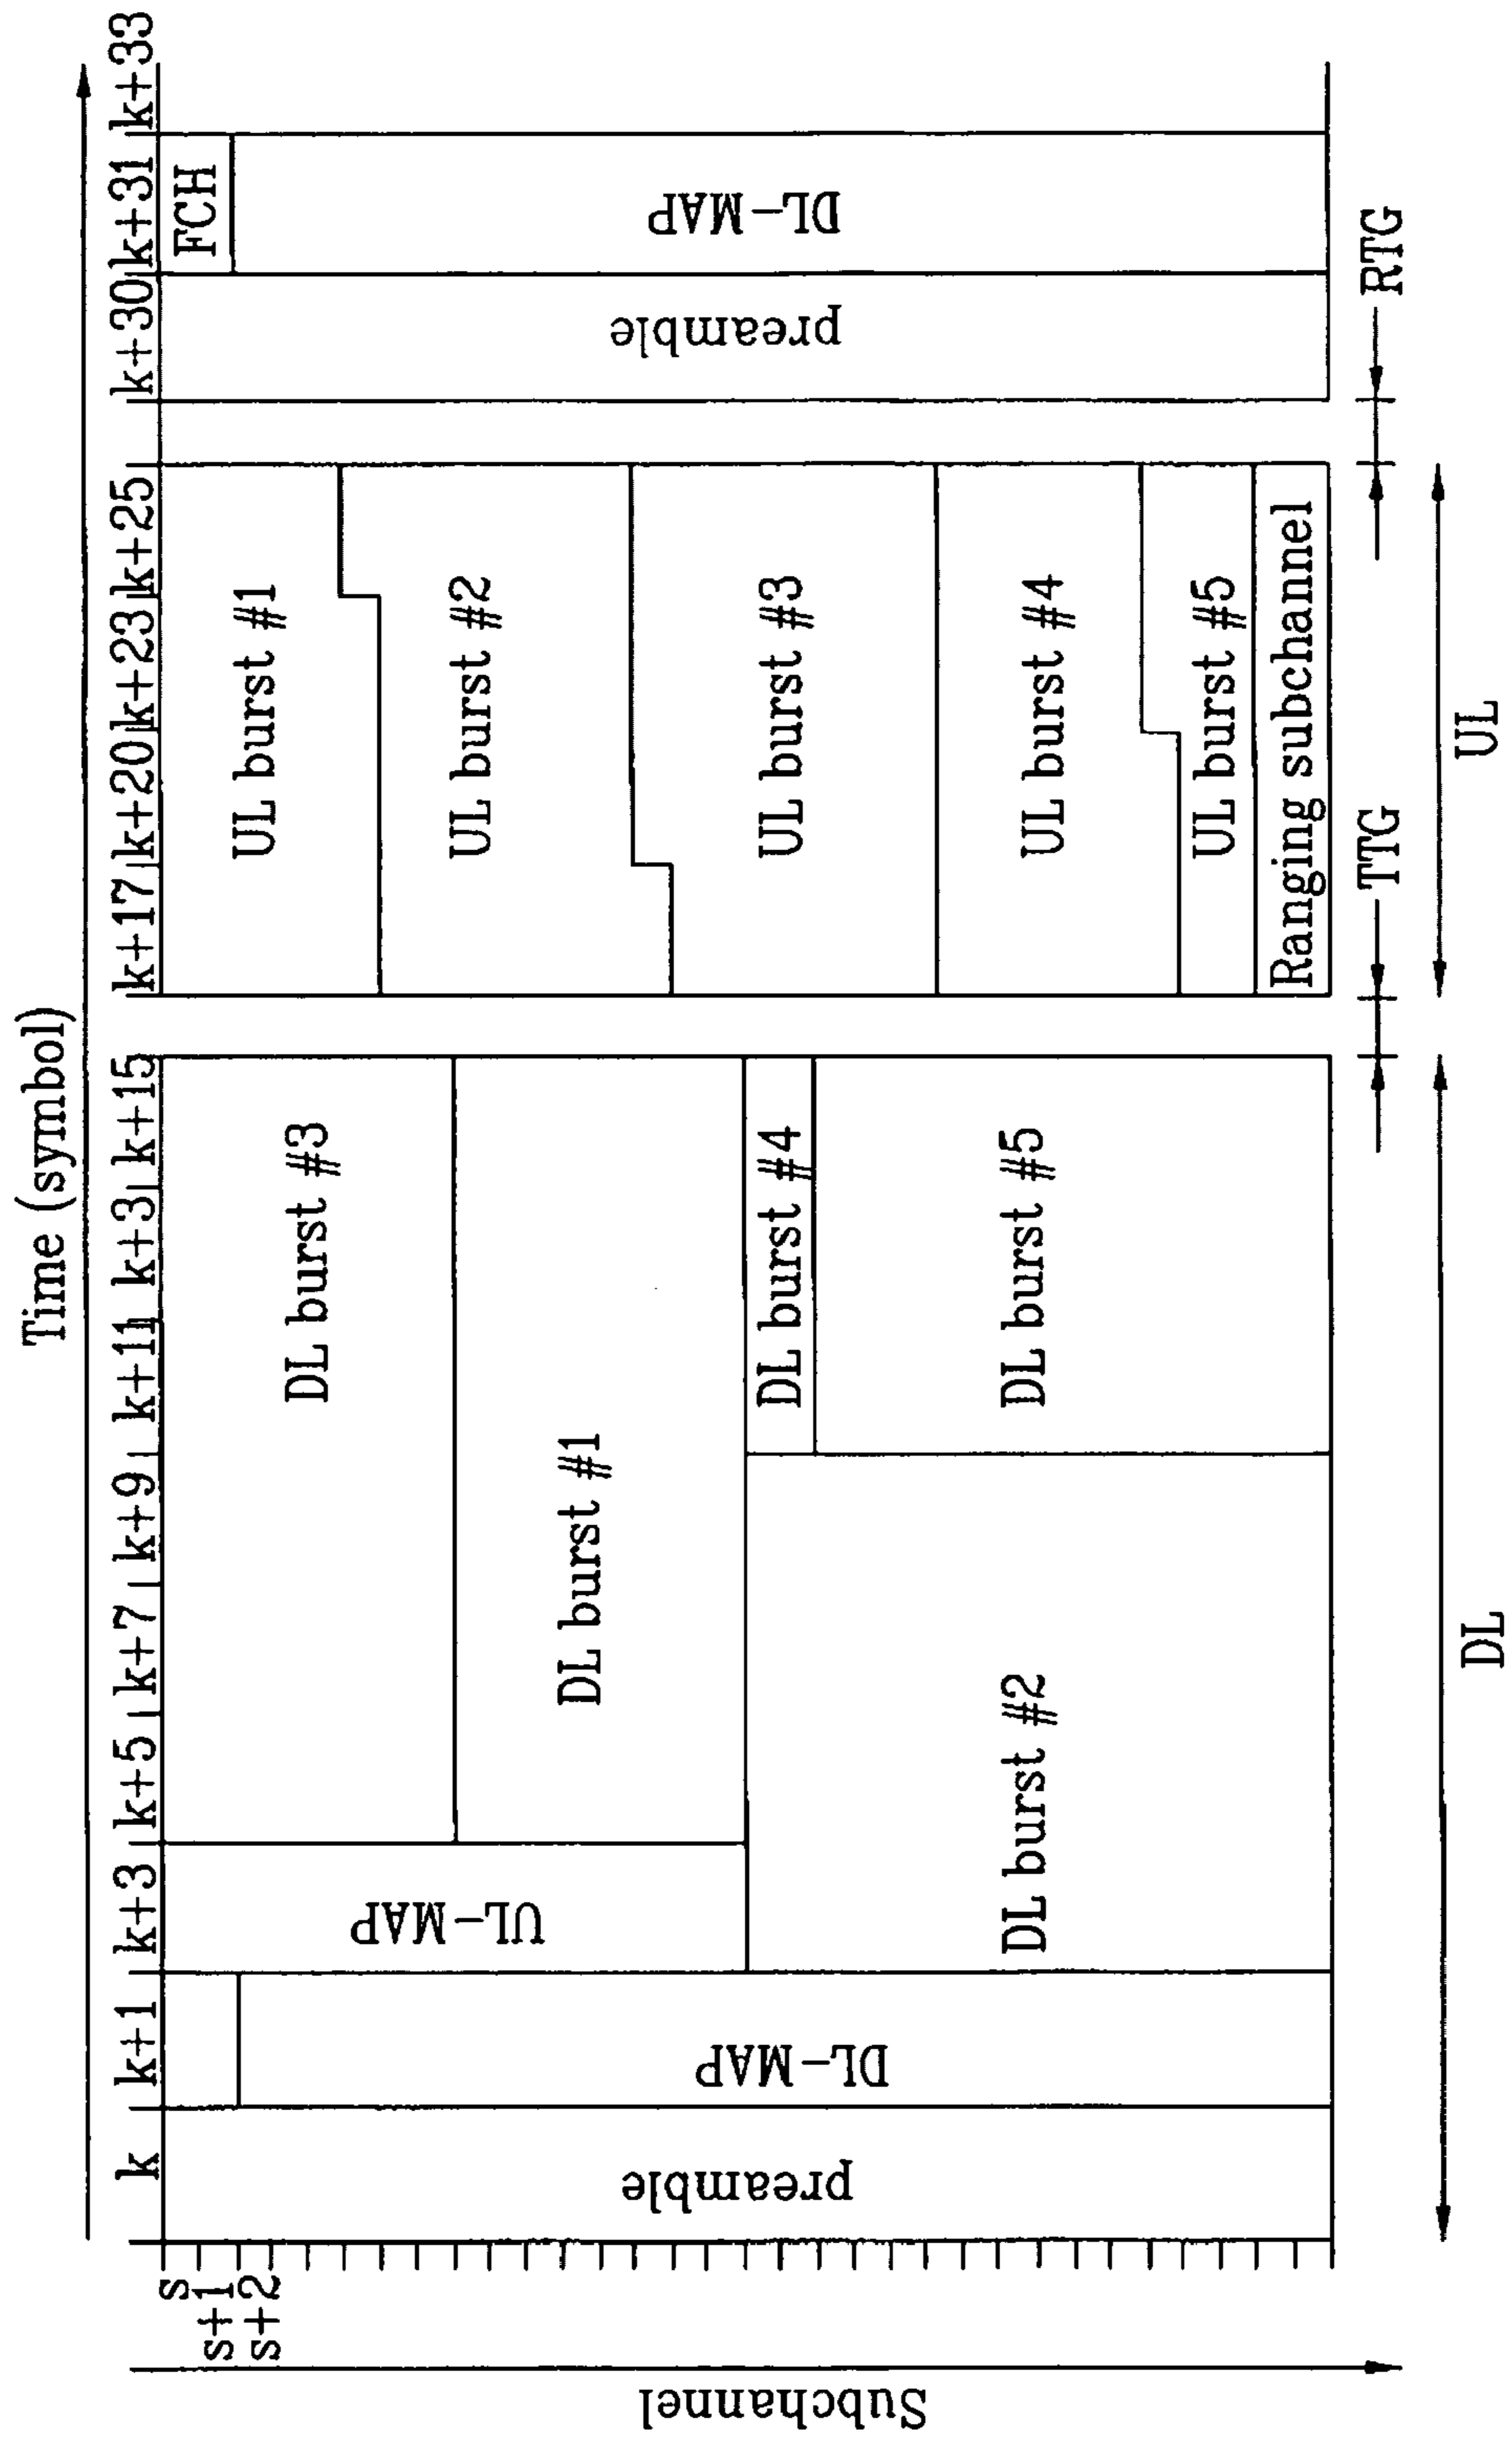 Time (symbol)
k k+1 k+3 k+5 k+7 k+9 k+11 k+3 k+15 k+17 k+20 k+23 k+25 k+30 k+31 k+33
s
s+1
s+2
Subchannel
preamble
DL-MAP
UL-MAP
DL burst #3
DL burst #1
DL burst #2
DL burst #4
DL burst #5
UL burst #1
UL burst #2
UL burst #3
UL burst #4
UL burst #5
Ranging subchannel
preamble
FCH
DL-MAP
TTG
RTG
DL
UL